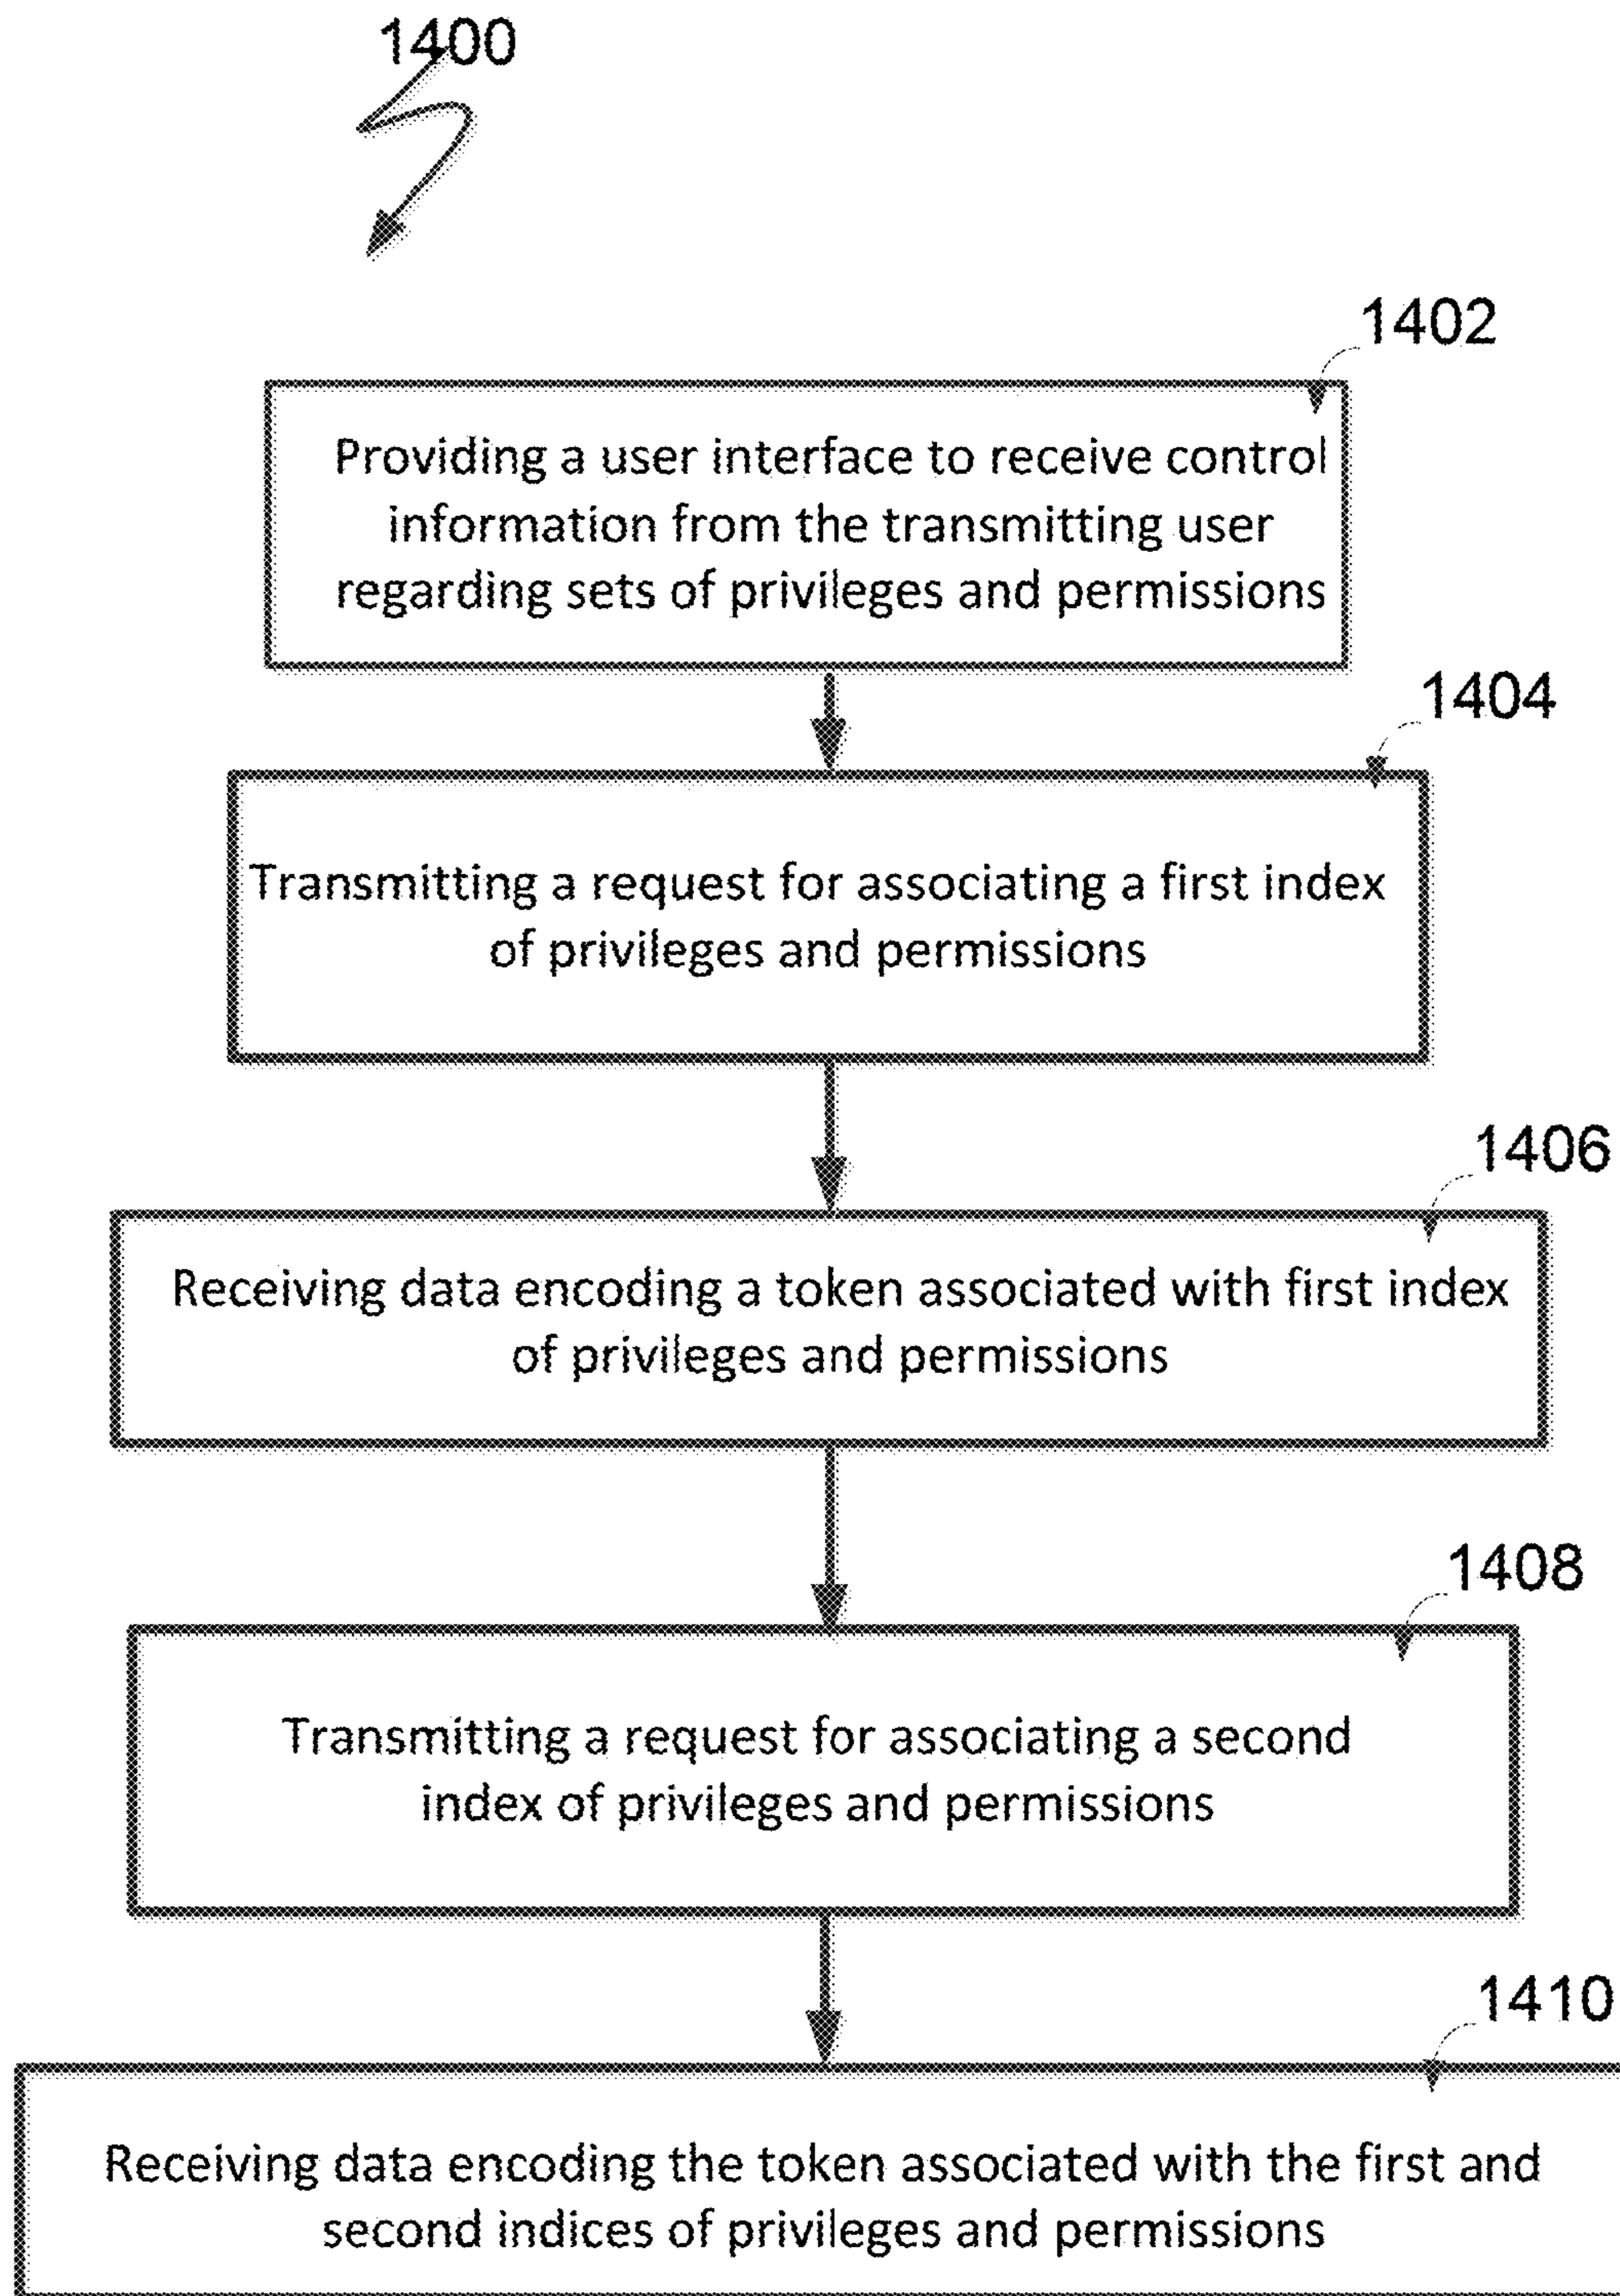 1400
1402
Providing a user interface to receive control
information from the transmitting user
regarding sets of privileges and permissions
1404
Transmitting a request for associating a first index
of privileges and permissions
1406
Receiving data encoding a token associated with first index
of privileges and permissions
1408
Transmitting a request for associating a second
index of privileges and permissions
1410
Receiving data encoding the token associated with the first and
second indices of privileges and permissions